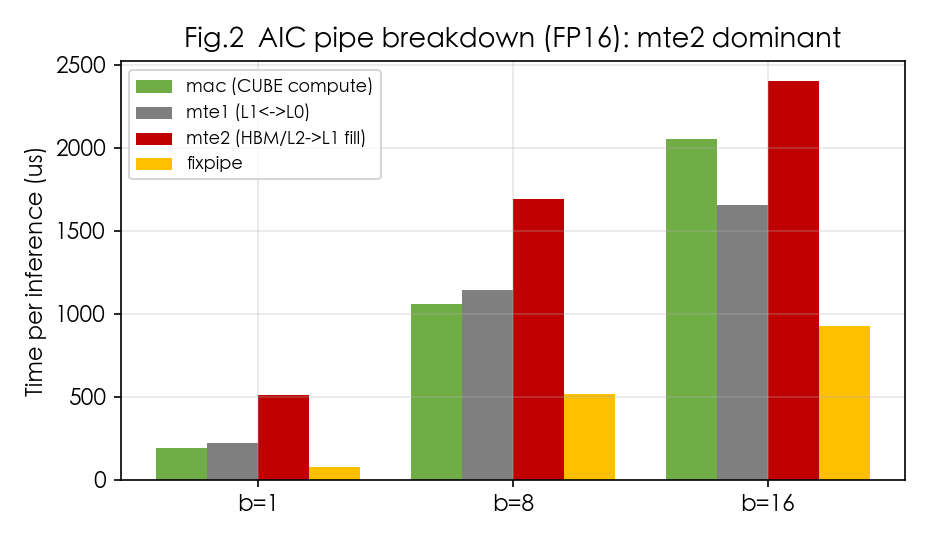 Fig.2  AIC pipe breakdown (FP16): mte2 dominant
Time per inference (us)
2500
2000
1500
1000
500
0
mac (CUBE compute)
mte1 (L1<->L0)
mte2 (HBM/L2->L1 fill)
fixpipe
b=1
b=8
b=16